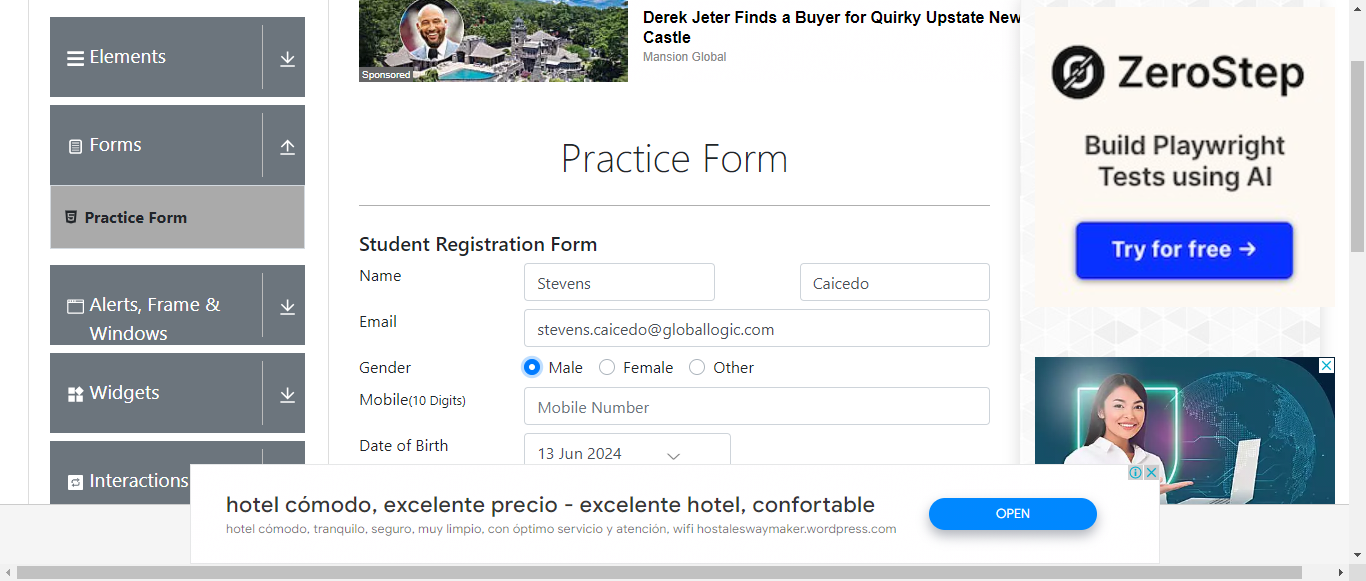 Elements
Forms
Practice Form
Alerts, Frame &
Windows
Widgets
Interactions
Sponsored
Derek Jeter Finds a Buyer for Quirky Upstate New
Castle
Mansion Global
Practice Form
Student Registration Form
Name
Stevens
Caicedo
Email
stevens.caicedo@globallogic.com
Gender
Male
Female
Other
Mobile(10 Digits)
Mobile Number
Date of Birth
13 Jun 2024
ZeroStep
Build Playwright
Tests using AI
Try for free →
hotel cómodo, excelente precio - excelente hotel, confortable
hotel cómodo, tranquilo, seguro, muy limpio, con óptimo servicio y atención, wifi hostaleswaymaker.wordpress.com
OPEN